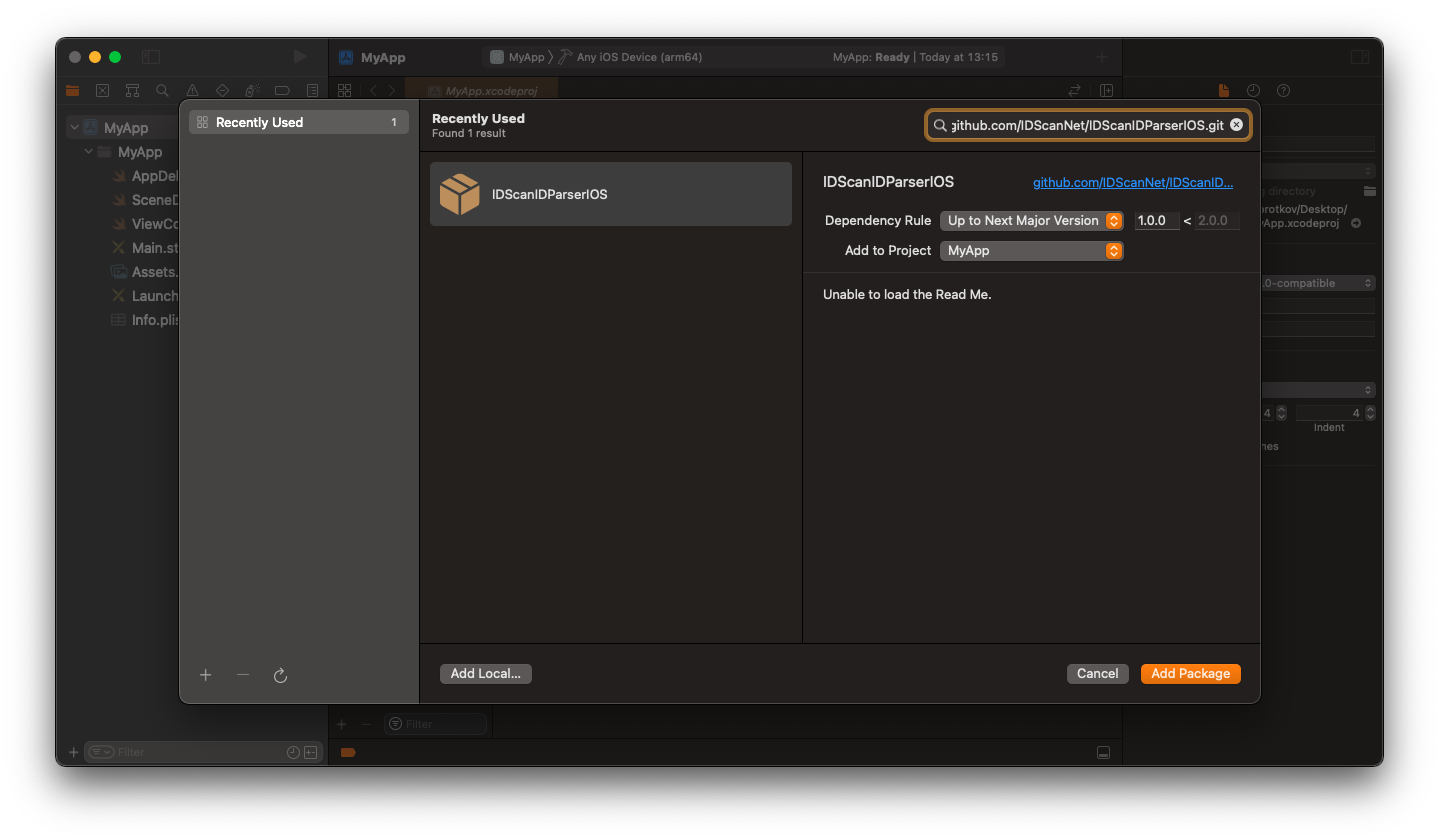 MyApp
MyApp
Any iOS Device (arm64)
MyApp: Ready | Today at 13:15
MyApp.xcodeproj
MyApp
MyApp
AppDel
SceneD
ViewCo
Main.st
Assets.
Launch
Info.plis
Filter
Recently Used
1
Recently Used
Found 1 result
github.com/IDScanNet/IDScanIDParserIOS.git
IDScanIDParserIOS
IDScanIDParserIOS
github.com/IDScanNet/IDScanID...
Dependency Rule
Up to Next Major Version
1.0.0 < 2.0.0
Add to Project
MyApp
Unable to load the Read Me.
Add Local...
Cancel
Add Package
Filter
directory
orotkov/Desktop/
yApp.xcodeproj
.0-compatible
4
4
Indent
nes